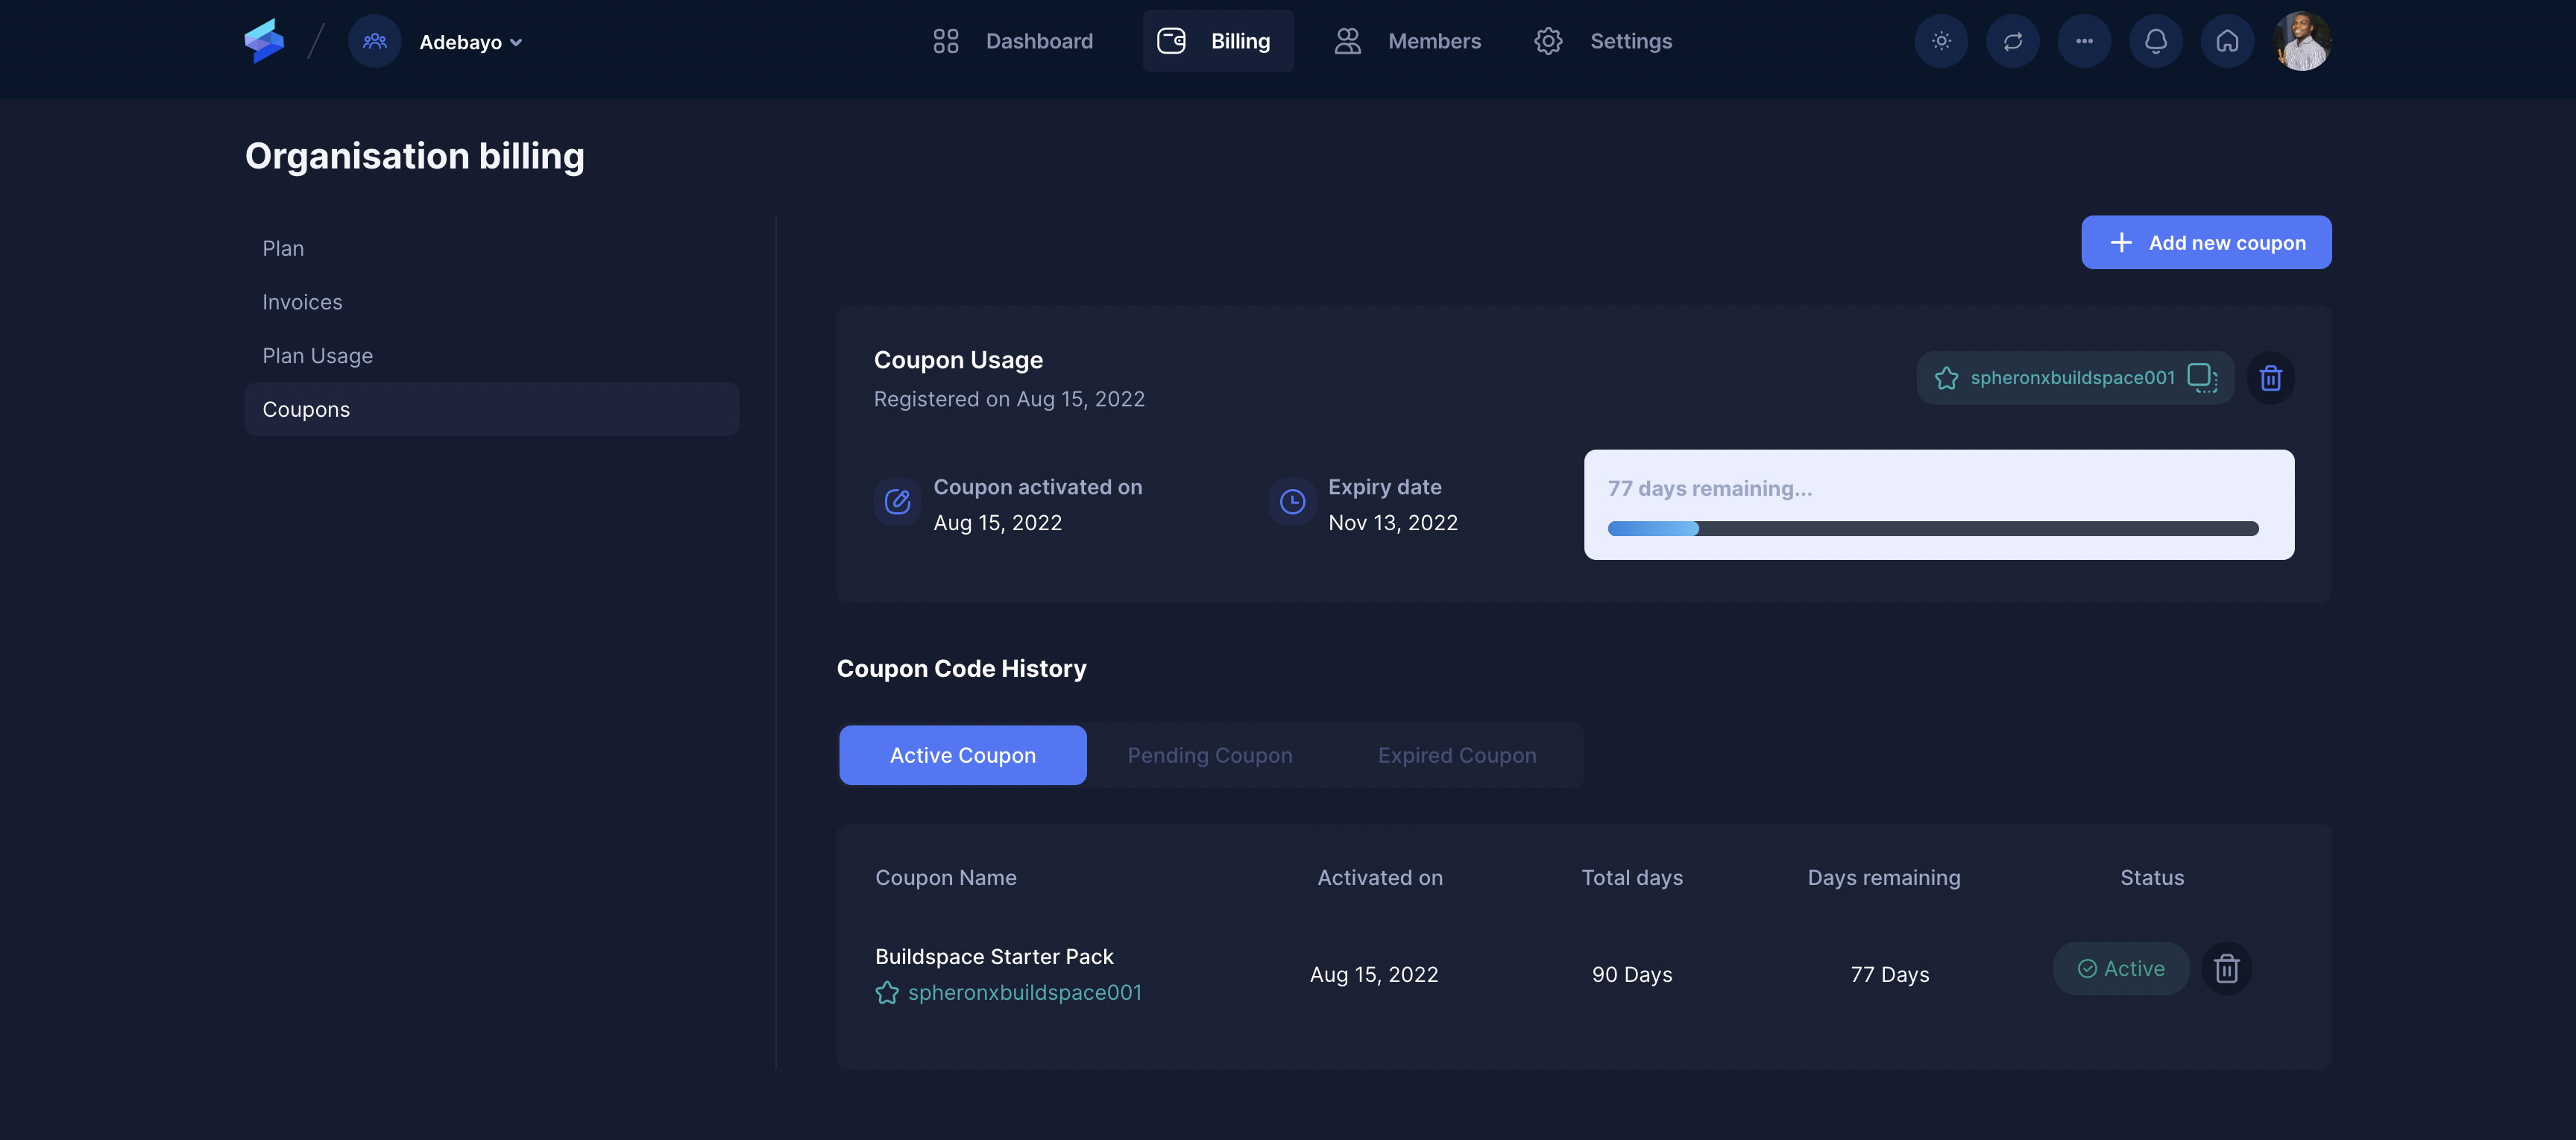 Adebayo
Dashboard
Billing
Members
Settings
Organisation billing
Plan
Invoices
Plan Usage
Coupons
Add new coupon
Coupon Usage
Registered on Aug 15, 2022
spheronxbuildspace001
Coupon activated on
Aug 15, 2022
Expiry date
Nov 13, 2022
77 days remaining...
Coupon Code History
Active Coupon
Pending Coupon
Expired Coupon
Coupon Name
Activated on
Total days
Days remaining
Status
Buildspace Starter Pack
spheronxbuildspace001
Aug 15, 2022
90 Days
77 Days
Active